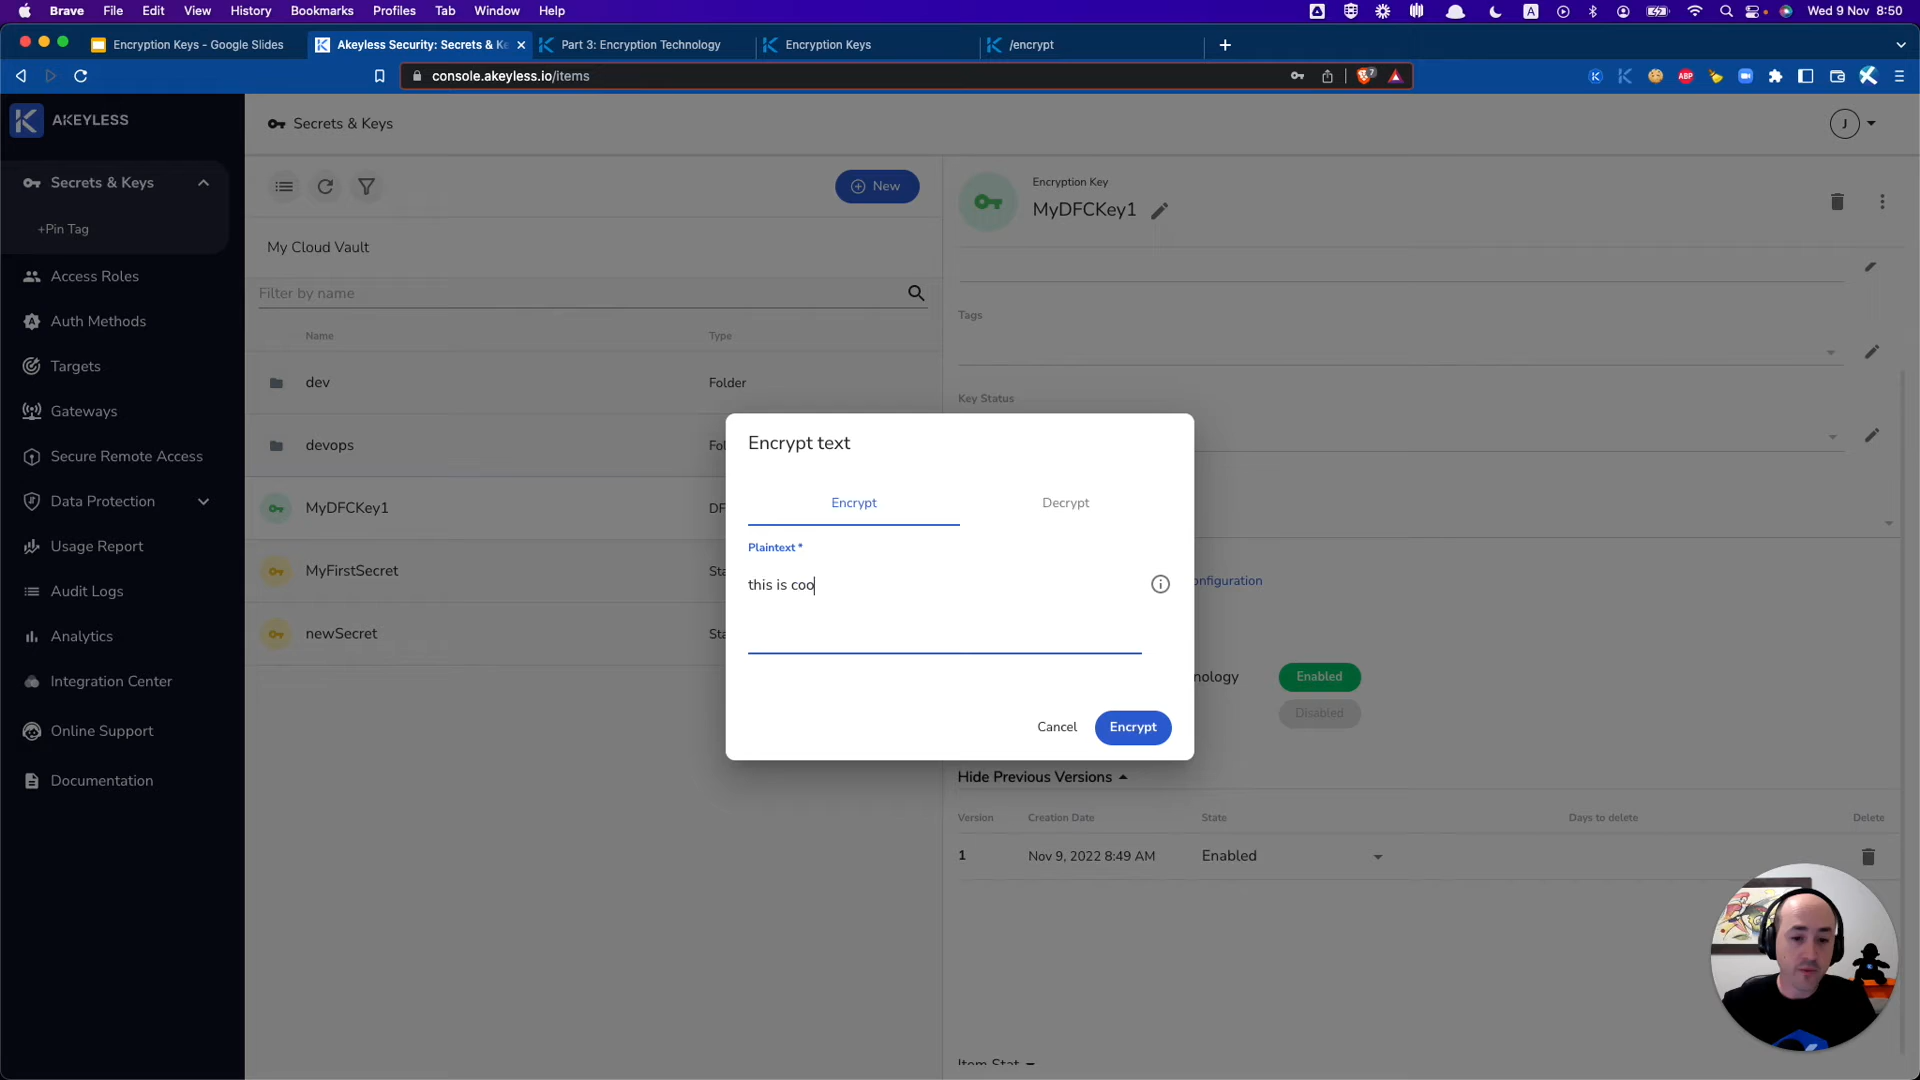 Brave File Edit View History Bookmarks Profiles Tab Window Help Wed 9 Nov 8:50
Encryption Keys - Google Slides Akeyless Security: Secrets & Ke Part 3: Encryption Technology Encryption Keys /encrypt
console.akeyless.io/items
AKEYLESS
Secrets & Keys
+Pin Tag
Access Roles
Auth Methods
Targets
Gateways
Secure Remote Access
Data Protection
Usage Report
Audit Logs
Analytics
Integration Center
Online Support
Documentation
Secrets & Keys
J
New
My Cloud Vault
Filter by name
Name Type
dev Folder
devops Fol
MyDFCKey1 DF
MyFirstSecret Sta
newSecret Sta
Encryption Key
MyDFCKey1
Tags
Key Status
onfiguration
nology Enabled
Disabled
Hide Previous Versions
Version Creation Date State Days to delete Delete
1 Nov 9, 2022 8:49 AM Enabled
Encrypt text
Encrypt Decrypt
Plaintext *
this is coo
Cancel Encrypt